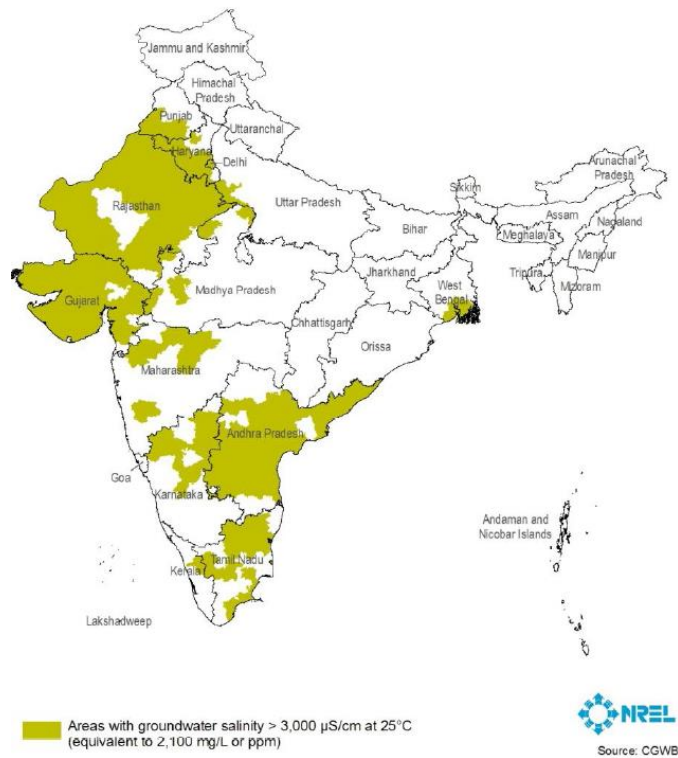 Jammu and Kashmir
Himachal
Pradesh
Punjab
Uttaranchal
Haryana
Delhi
Arunachal
Pradesh
Sikkim
Rajasthan
Uttar Pradesh
Assam
Nagaland
Bihar
Meghalaya
Manipur
Jharkhand
Tripura
Mizoram
Gujarat
Madhya Pradesh
West
Bengal
Chhattisgarh
Orissa
Maharashtra
Andhra Pradesh
Goa
Karnataka
Andaman and
Nicobar Islands
Tamil Nadu
Kerala
Lakshadweep
Areas with groundwater salinity > 3,000 µS/cm at 25°C
(equivalent to 2,100 mg/L or ppm)
NREL
Source: CGWB